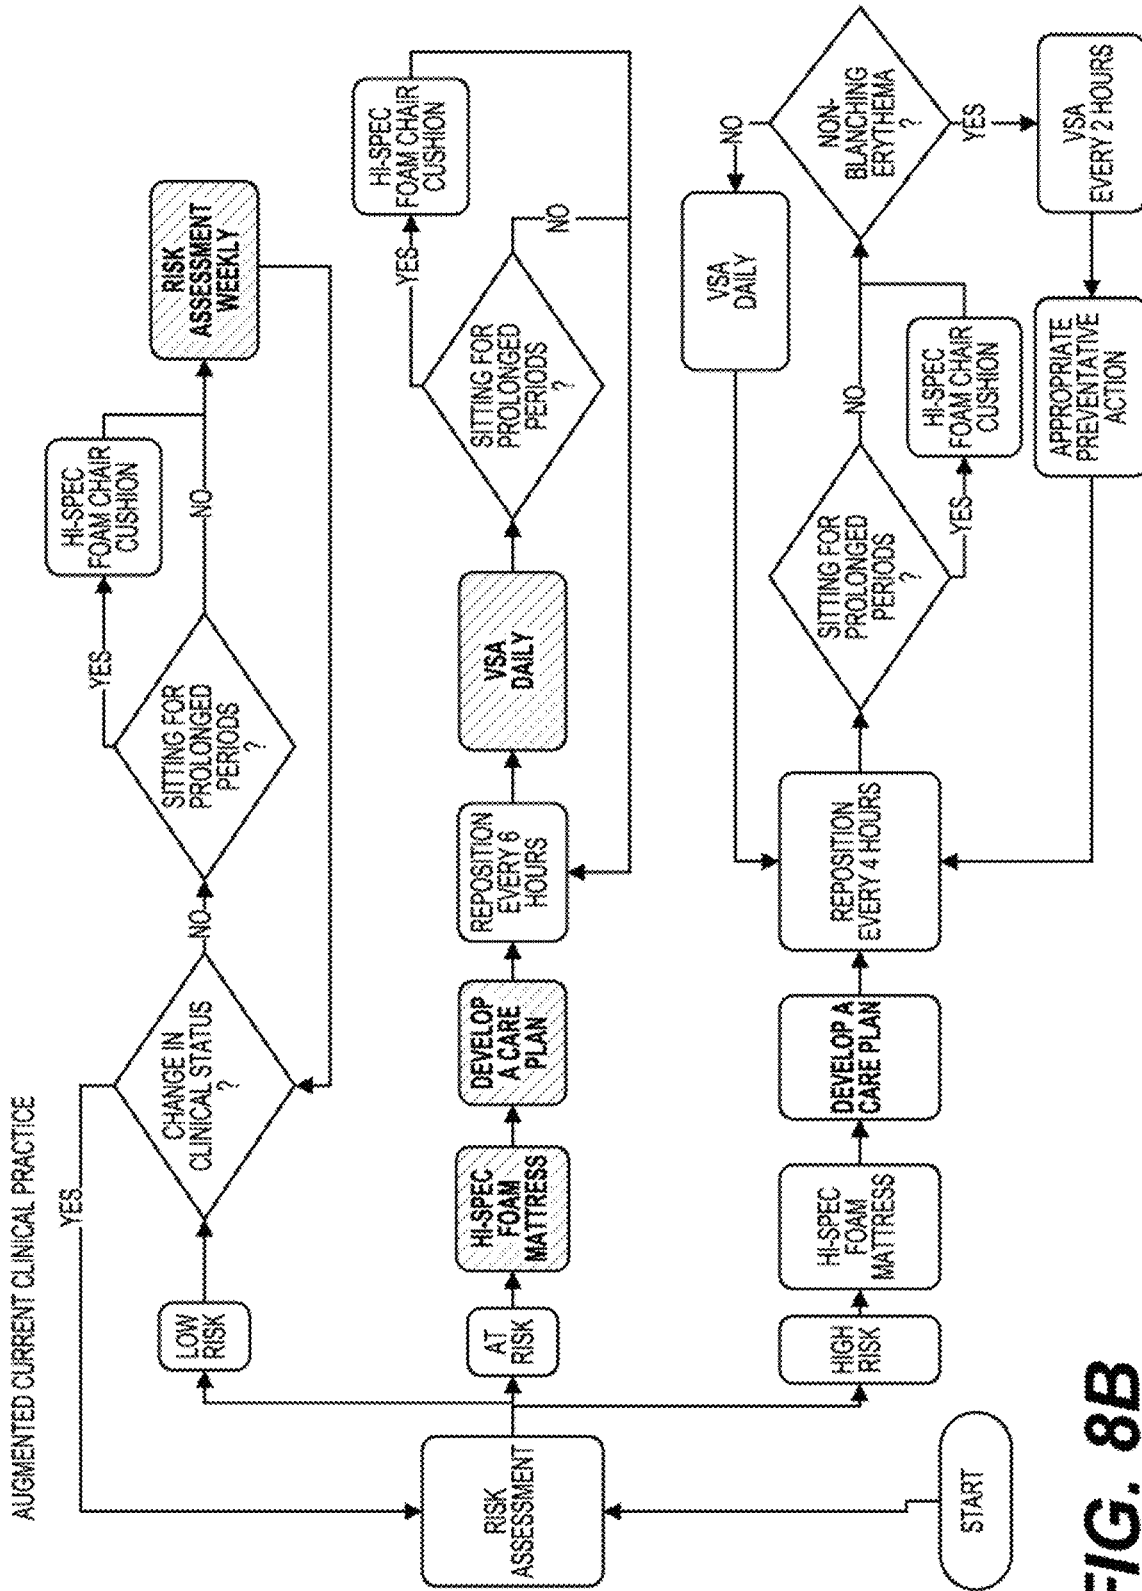 AUGMENTED CURRENT CLINICAL PRACTICE
YES
LOW
RISK
CHANGE IN
CLINICAL STATUS
?
NO
SITTING FOR
PROLONGED
PERIODS
?
YES
HI-SPEC
FOAM CHAIR
CUSHION
NO
RISK
ASSESSMENT
WEEKLY
RISK
ASSESSMENT
AT
RISK
HI-SPEC
FOAM
MATTRESS
DEVELOP
A CARE
PLAN
REPOSITION
EVERY 6
HOURS
VSA
DAILY
SITTING FOR
PROLONGED
PERIODS
?
YES
HI-SPEC
FOAM CHAIR
CUSHION
NO
START
HIGH
RISK
HI-SPEC
FOAM
MATTRESS
DEVELOP A
CARE PLAN
REPOSITION
EVERY 4 HOURS
SITTING FOR
PROLONGED
PERIODS
?
NO
YES
HI-SPEC
FOAM CHAIR
CUSHION
VSA
DAILY
NO
NON-
BLANCHING
ERYTHEMA
?
YES
VSA
EVERY 2 HOURS
APPROPRIATE
PREVENTATIVE
ACTION
FIG. 8B